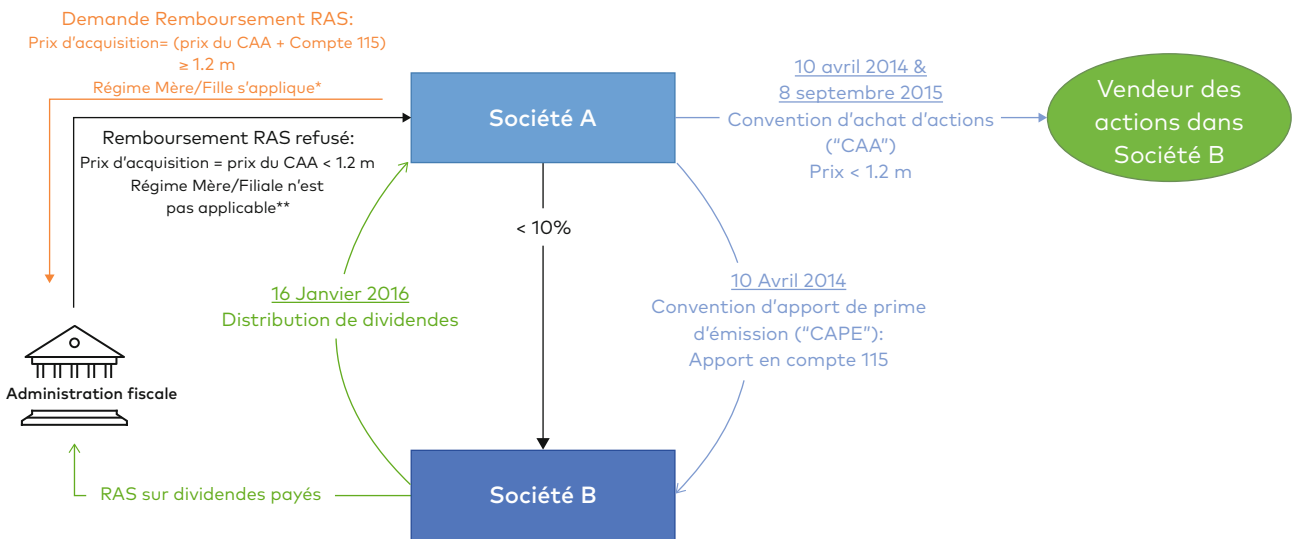 Demande Remboursement RAS:
Prix d'acquisition= (prix du CAA + Compte 115)
≥ 1.2 m
Régime Mère/Fille s'applique*
Remboursement RAS refusé:
Prix d'acquisition = prix du CAA < 1.2 m
Régime Mère/Filiale n'est
pas applicable**
Société A
10 avril 2014 &
8 septembre 2015
Convention d'achat d'actions
("CAA")
Prix < 1.2 m
Vendeur des
actions dans
Société B
< 10%
16 Janvier 2016
Distribution de dividendes
10 Avril 2014
Convention d'apport de prime
d'émission ("CAPE"):
Apport en compte 115
Administration fiscale
RAS sur dividendes payés
Société B